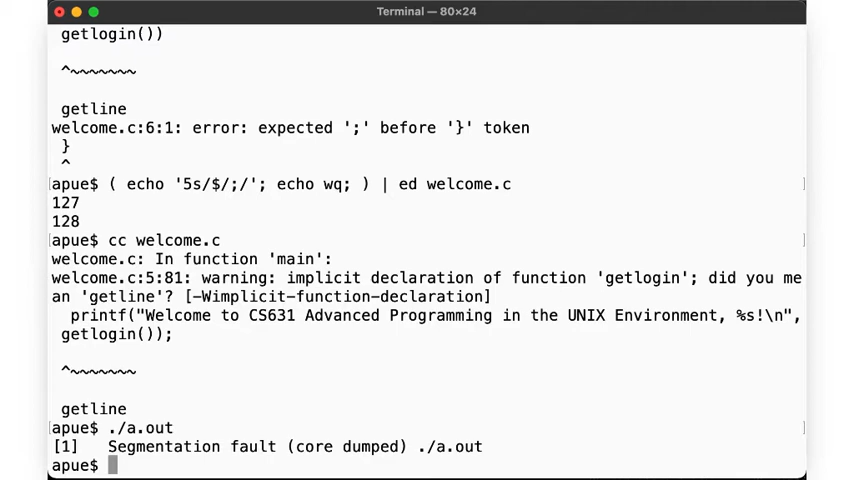 Terminal — 80×24
getlogin())
^~~~~~~~
getline
welcome.c:6:1: error: expected ';' before '}' token
}
^
apue$ ( echo '5s/$/;/'; echo wq; ) | ed welcome.c
127
128
apue$ cc welcome.c
welcome.c: In function 'main':
welcome.c:5:81: warning: implicit declaration of function 'getlogin'; did you me
an 'getline'? [-Wimplicit-function-declaration]
printf("Welcome to CS631 Advanced Programming in the UNIX Environment, %s!\n",
getlogin());
^~~~~~~~
getline
apue$ ./a.out
[1]   Segmentation fault (core dumped) ./a.out
apue$